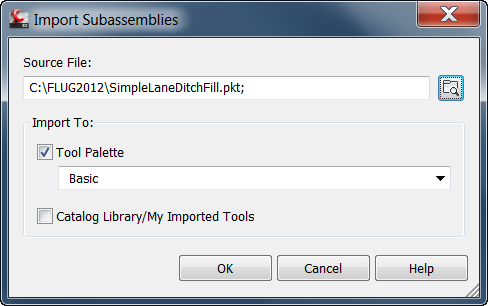 Import Subassemblies
Source File:
C:\FLUG2012\SimpleLaneDitchFill.pkt;
Import To:
Tool Palette
Basic
Catalog Library/My Imported Tools
OK
Cancel
Help